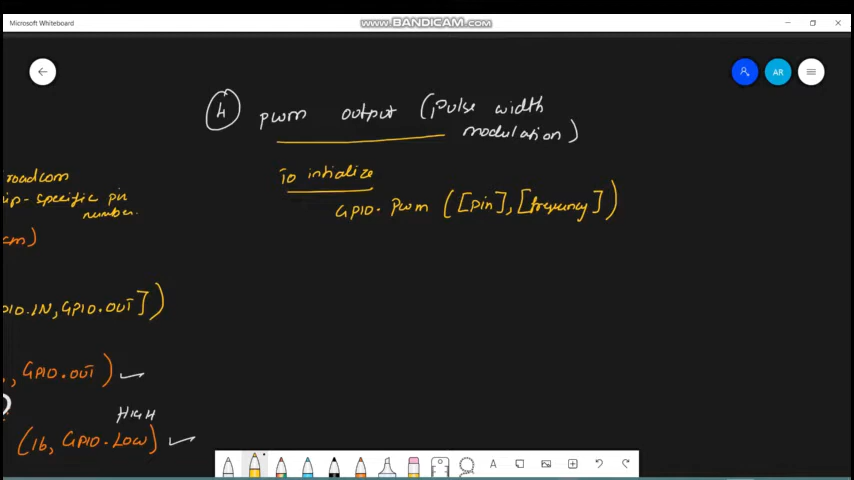 Microsoft Whiteboard
WWW.BANDICAM.COM
AR
4 pwm output (pulse width
modulation)
To intialize
GPIO. Pwm ([pin],[frequency])
roadcom
ip-specific pin
number.
cm)
PIO.IN, GPIO.OUT])
, GPIO.OUT)
HIGH
(16, GPIO-LOW)
A